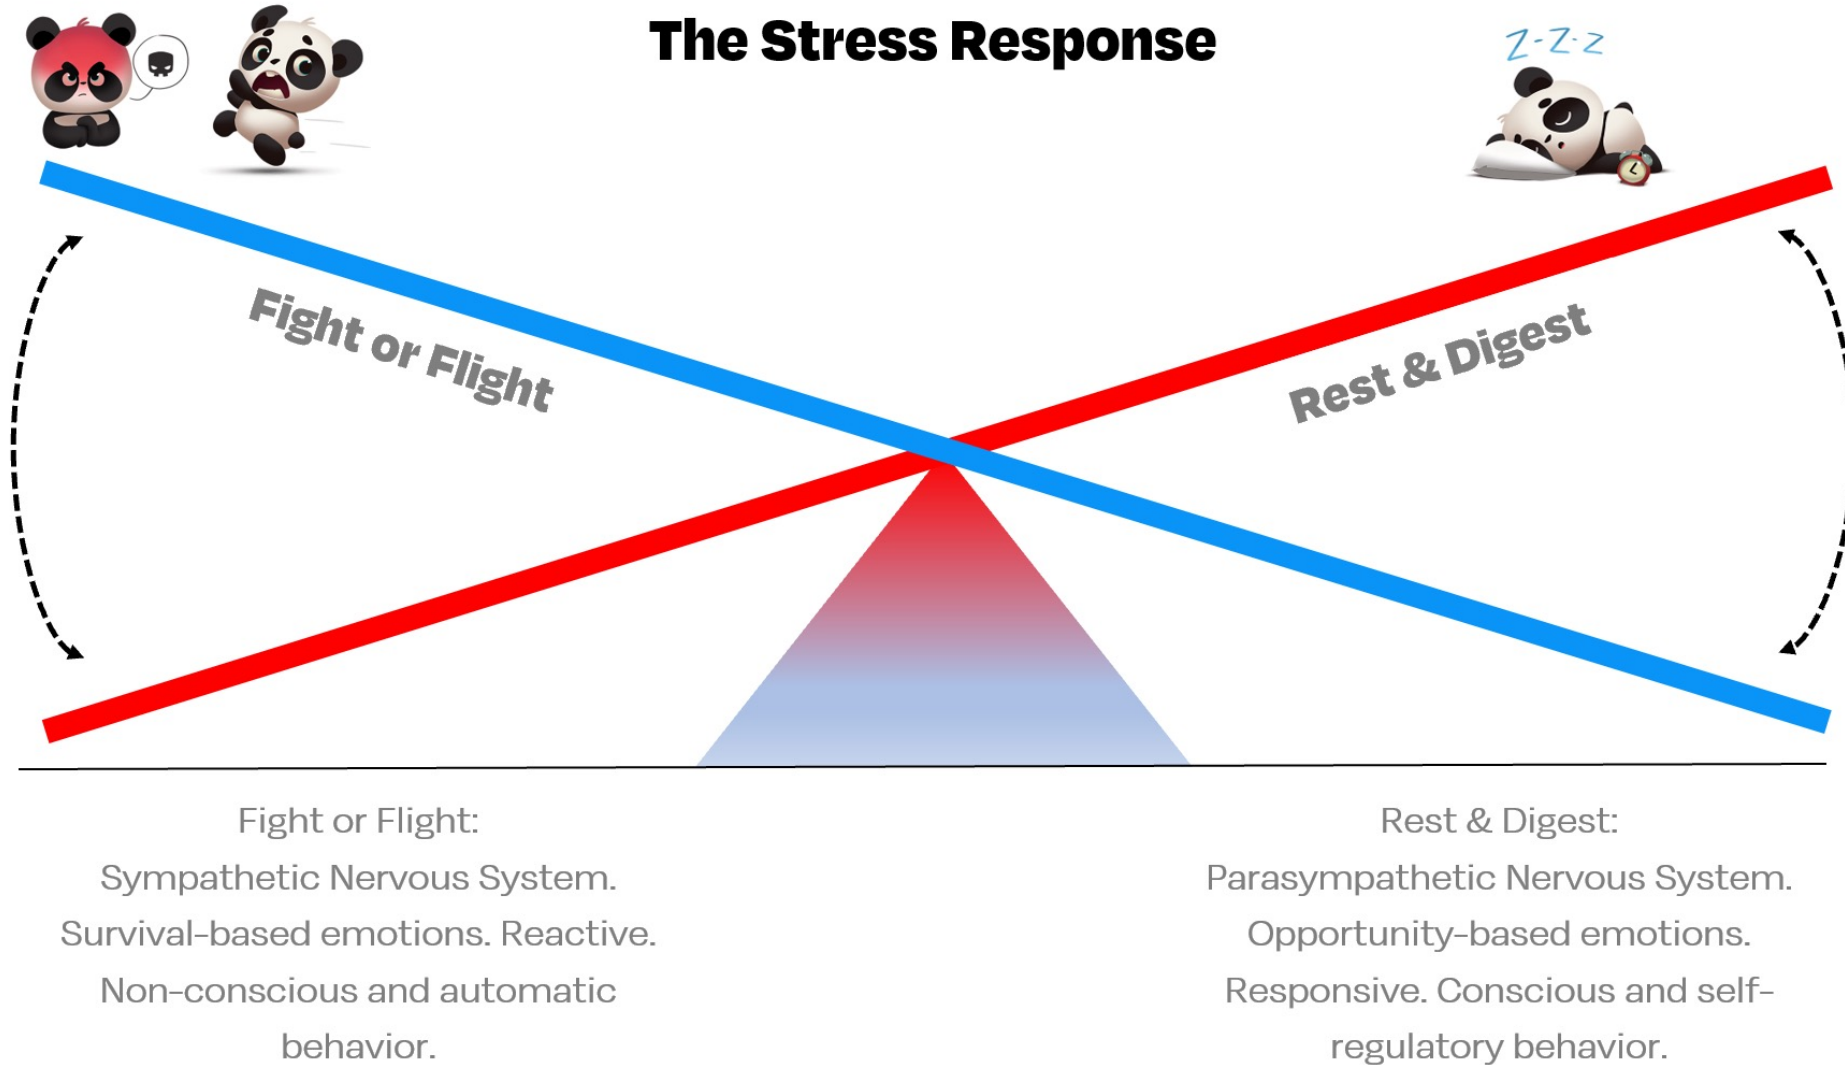 The Stress Response
Z-Z-Z
Fight or Flight
Rest & Digest
Fight or Flight:
Sympathetic Nervous System.
Survival-based emotions. Reactive.
Non-conscious and automatic
behavior.
Rest & Digest:
Parasympathetic Nervous System.
Opportunity-based emotions.
Responsive. Conscious and self-
regulatory behavior.